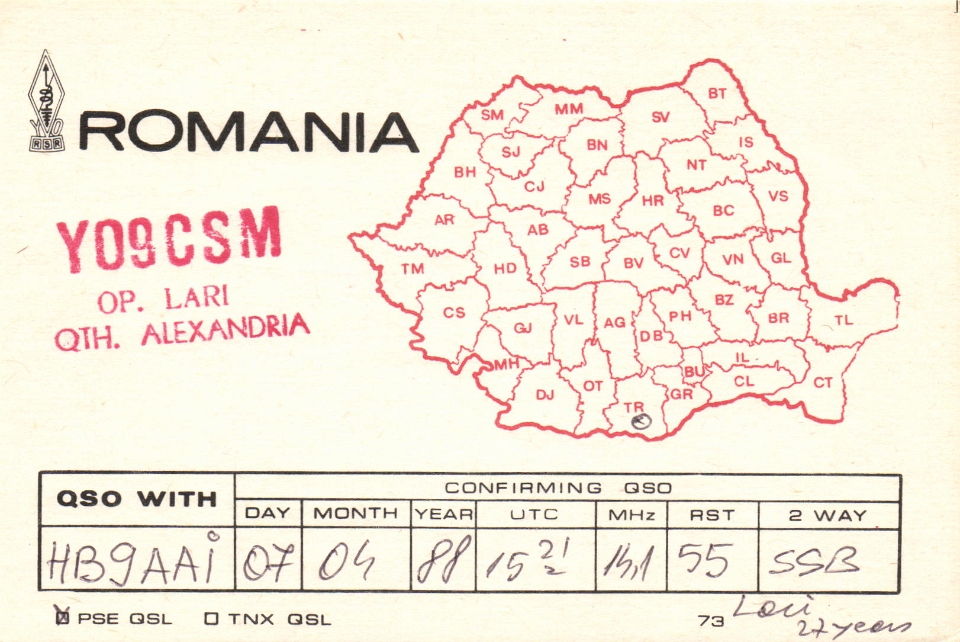 YO
RSR
ROMANIA
YO9CSM
OP. LARI
QTH. ALEXANDRIA
BT
SM MM SV
IS
SJ BN NT
BH CJ MS HR VS
BC
AR AB
TM HD SB BV CV VN GL
BZ
CS GJ VL AG PH BR TL
DB
MH IL
BU CL CT
DJ OT TR GR
QSO WITH CONFIRMING QSO
DAY MONTH YEAR UTC MHz RST 2 WAY
HB9AAI 07 04 88 15 21 14,1 55 SSB
PSE QSL TNX QSL 73 Lari
27 years